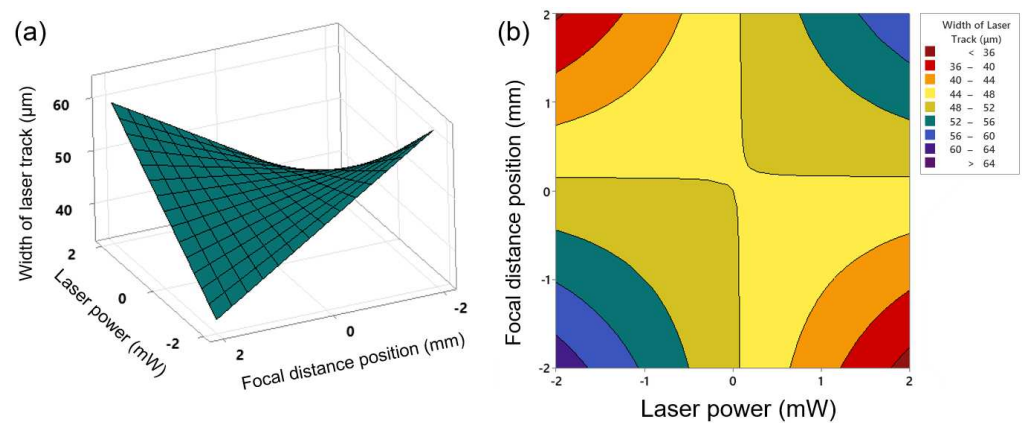 (a)
60
50
40
Width of laser track (μm)
2
0
-2
Laser power (mW)
2
0
-2
Focal distance position (mm)
(b)
2
1
0
-1
-2
Focal distance position (mm)
-2
-1
0
1
2
Laser power (mW)
Width of Laser
Track (μm)
< 36
36 – 40
40 – 44
44 – 48
48 – 52
52 – 56
56 – 60
60 – 64
> 64